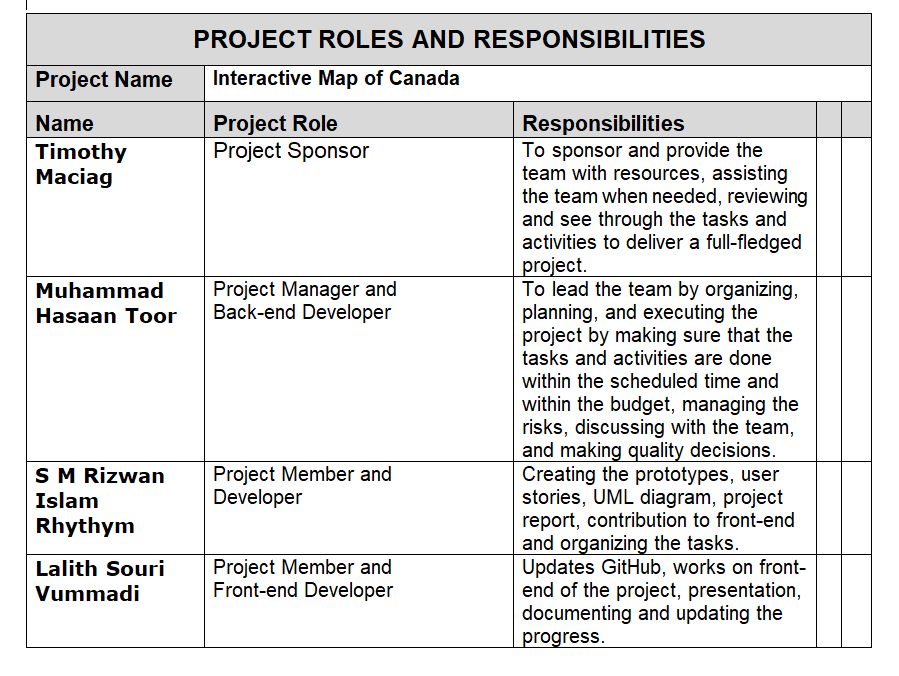 PROJECT ROLES AND RESPONSIBILITIES
Project Name
Interactive Map of Canada
Name
Project Role
Responsibilities
Timothy
Maciag
Project Sponsor
To sponsor and provide the
team with resources, assisting
the team when needed, reviewing
and see through the tasks and
activities to deliver a full-fledged
project.
Muhammad
Hasaan Toor
Project Manager and
Back-end Developer
To lead the team by organizing,
planning, and executing the
project by making sure that the
tasks and activities are done
within the scheduled time and
within the budget, managing the
risks, discussing with the team,
and making quality decisions.
S M Rizwan
Islam
Rhythym
Project Member and
Developer
Creating the prototypes, user
stories, UML diagram, project
report, contribution to front-end
and organizing the tasks.
Lalith Souri
Vummadi
Project Member and
Front-end Developer
Updates GitHub, works on front-
end of the project, presentation,
documenting and updating the
progress.